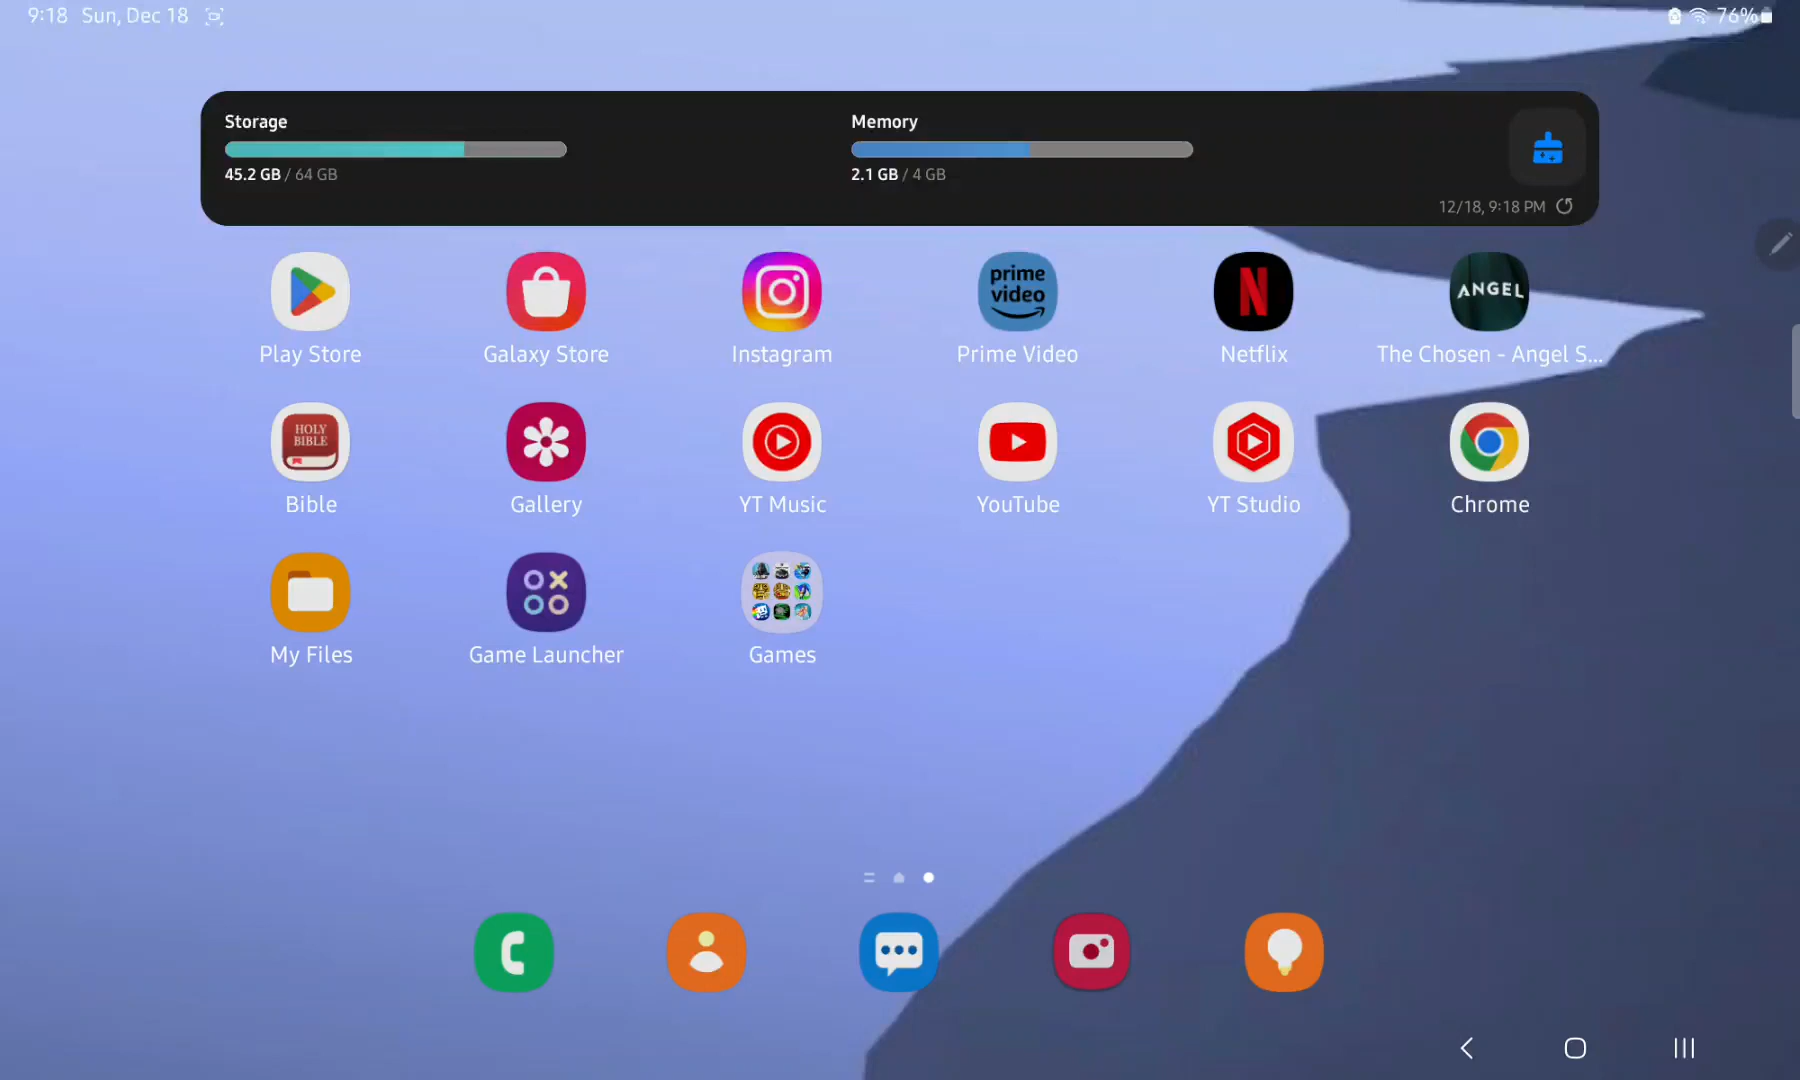 9:18 Sun, Dec 18
76%
Storage
45.2 GB / 64 GB
Memory
2.1 GB / 4 GB
12/18, 9:18 PM
prime video
N
ANGEL
Play Store
Galaxy Store
Instagram
Prime Video
Netflix
The Chosen - Angel S...
HOLY BIBLE
Bible
Gallery
YT Music
YouTube
YT Studio
Chrome
My Files
Game Launcher
Games